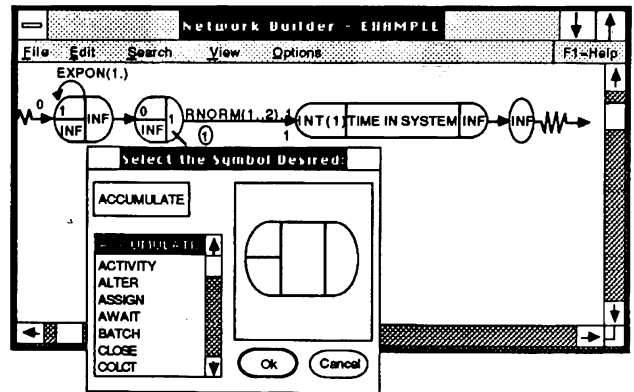 Network Builder - EXAMPLE
File Edit Search View Options F1=Help
EXPON(1.)
0 1 INF INF 0 INF 1 RNORM(1.,.2),1 1 1 INT(1) TIME IN SYSTEM INF INF
Select the Symbol Desired:
ACCUMULATE
ACCUMULATE
ACTIVITY
ALTER
ASSIGN
AWAIT
BATCH
CLOSE
COLCT
Ok Cancel